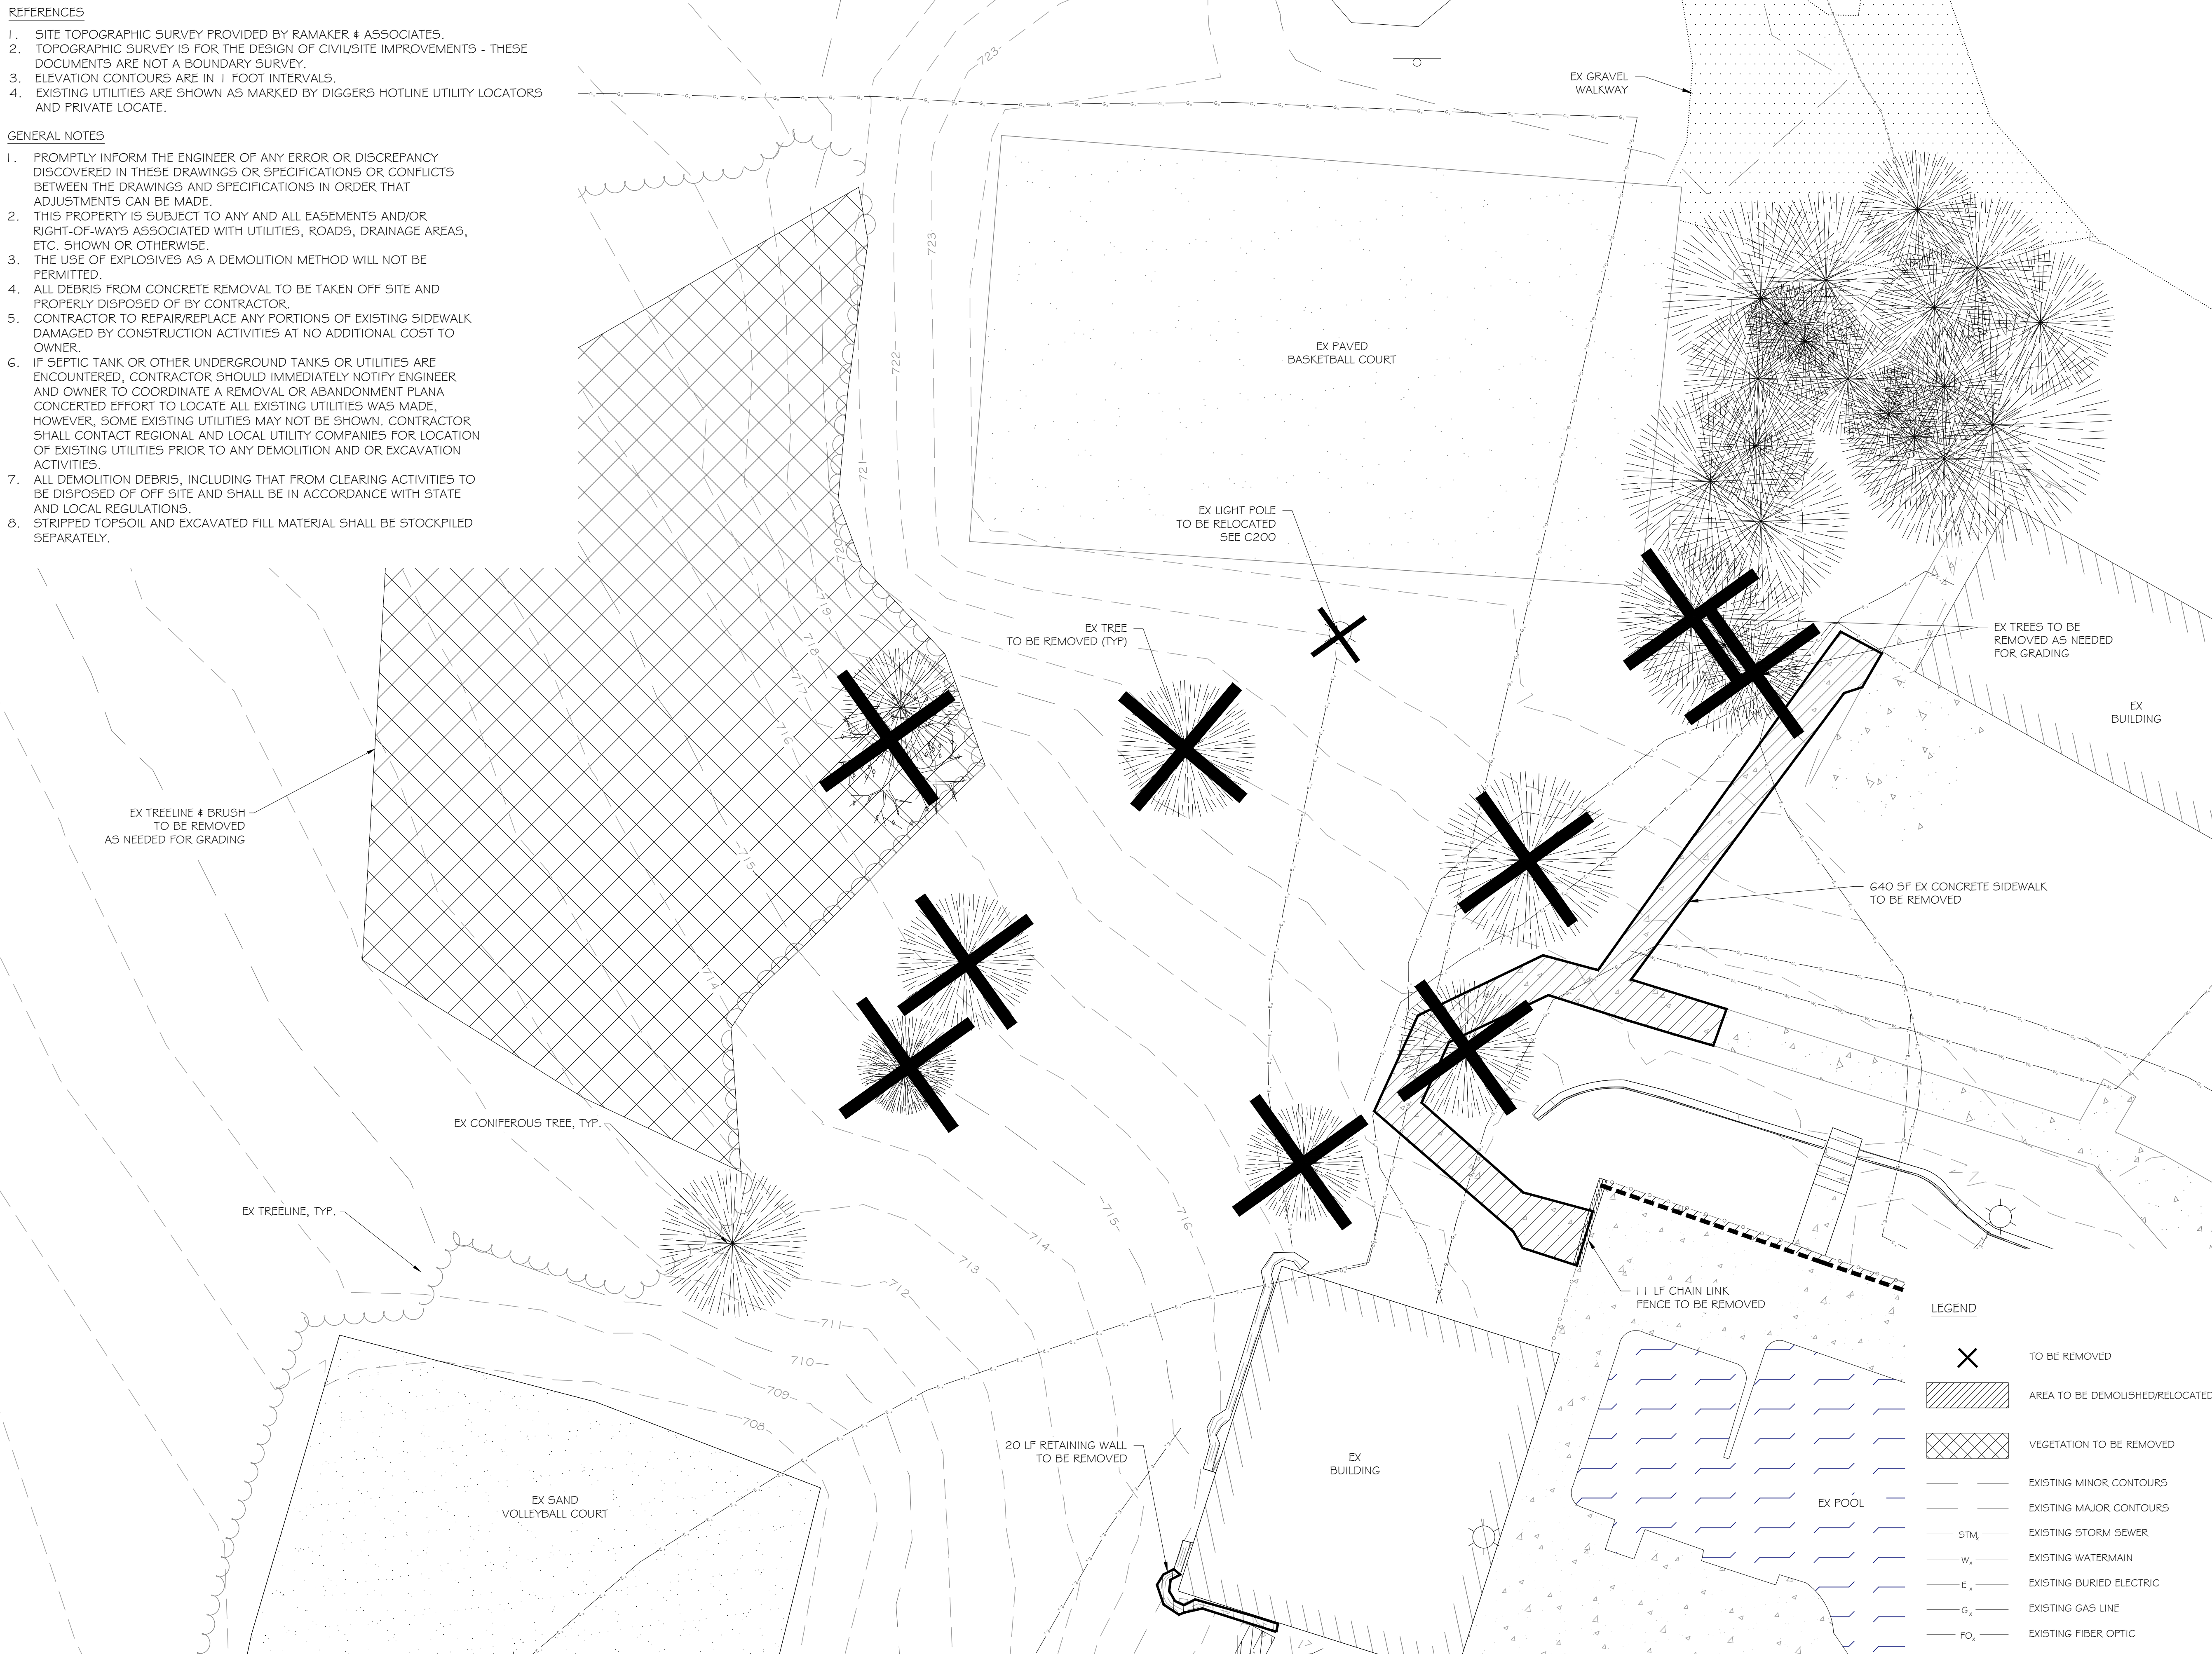 REFERENCES
1. SITE TOPOGRAPHIC SURVEY PROVIDED BY RAMAKER & ASSOCIATES.
2. TOPOGRAPHIC SURVEY IS FOR THE DESIGN OF CIVIL/SITE IMPROVEMENTS - THESE
DOCUMENTS ARE NOT A BOUNDARY SURVEY.
3. ELEVATION CONTOURS ARE IN 1 FOOT INTERVALS.
4. EXISTING UTILITIES ARE SHOWN AS MARKED BY DIGGERS HOTLINE UTILITY LOCATORS
AND PRIVATE LOCATE.
GENERAL NOTES
1. PROMPTLY INFORM THE ENGINEER OF ANY ERROR OR DISCREPANCY
DISCOVERED IN THESE DRAWINGS OR SPECIFICATIONS OR CONFLICTS
BETWEEN THE DRAWINGS AND SPECIFICATIONS IN ORDER THAT
ADJUSTMENTS CAN BE MADE.
2. THIS PROPERTY IS SUBJECT TO ANY AND ALL EASEMENTS AND/OR
RIGHT-OF-WAYS ASSOCIATED WITH UTILITIES, ROADS, DRAINAGE AREAS,
ETC. SHOWN OR OTHERWISE.
3. THE USE OF EXPLOSIVES AS A DEMOLITION METHOD WILL NOT BE
PERMITTED.
4. ALL DEBRIS FROM CONCRETE REMOVAL TO BE TAKEN OFF SITE AND
PROPERLY DISPOSED OF BY CONTRACTOR.
5. CONTRACTOR TO REPAIR/REPLACE ANY PORTIONS OF EXISTING SIDEWALK
DAMAGED BY CONSTRUCTION ACTIVITIES AT NO ADDITIONAL COST TO
OWNER.
6. IF SEPTIC TANK OR OTHER UNDERGROUND TANKS OR UTILITIES ARE
ENCOUNTERED, CONTRACTOR SHOULD IMMEDIATELY NOTIFY ENGINEER
AND OWNER TO COORDINATE A REMOVAL OR ABANDONMENT PLANA
CONCERTED EFFORT TO LOCATE ALL EXISTING UTILITIES WAS MADE,
HOWEVER, SOME EXISTING UTILITIES MAY NOT BE SHOWN. CONTRACTOR
SHALL CONTACT REGIONAL AND LOCAL UTILITY COMPANIES FOR LOCATION
OF EXISTING UTILITIES PRIOR TO ANY DEMOLITION AND OR EXCAVATION
ACTIVITIES.
7. ALL DEMOLITION DEBRIS, INCLUDING THAT FROM CLEARING ACTIVITIES TO
BE DISPOSED OF OFF SITE AND SHALL BE IN ACCORDANCE WITH STATE
AND LOCAL REGULATIONS.
8. STRIPPED TOPSOIL AND EXCAVATED FILL MATERIAL SHALL BE STOCKPILED
SEPARATELY.
723
EX GRAVEL
WALKWAY
723
722
721
720
719
718
717
716
715
714
EX PAVED
BASKETBALL COURT
EX LIGHT POLE
TO BE RELOCATED
SEE C200
EX TREE
TO BE REMOVED (TYP)
EX TREES TO BE
REMOVED AS NEEDED
FOR GRADING
EX
BUILDING
EX TREELINE & BRUSH
TO BE REMOVED
AS NEEDED FOR GRADING
640 SF EX CONCRETE SIDEWALK
TO BE REMOVED
EX CONIFEROUS TREE, TYP.
EX TREELINE, TYP.
716
715
714
713
712
711
710
709
708
11 LF CHAIN LINK
FENCE TO BE REMOVED
20 LF RETAINING WALL
TO BE REMOVED
EX
BUILDING
EX SAND
VOLLEYBALL COURT
EX POOL
LEGEND
TO BE REMOVED
AREA TO BE DEMOLISHED/RELOCATED
VEGETATION TO BE REMOVED
EXISTING MINOR CONTOURS
EXISTING MAJOR CONTOURS
STMx EXISTING STORM SEWER
Wx EXISTING WATERMAIN
Ex EXISTING BURIED ELECTRIC
Gx EXISTING GAS LINE
FOx EXISTING FIBER OPTIC